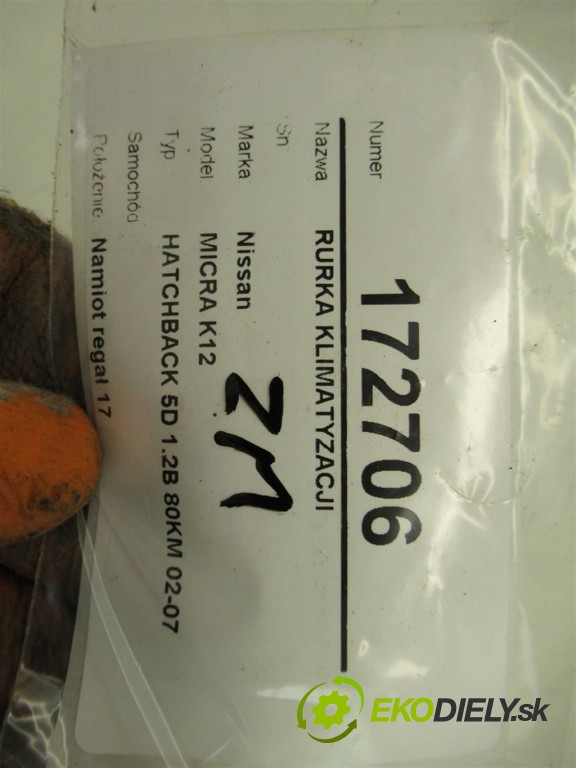 Numer 172706
Nazwa RURKA KLIMATYZACJI
Sn
Marka Nissan
Model MICRA K12
Typ HATCHBACK 5D 1.2B 80KM 02-07
Samochód
Położenie Namiot regał 17
ZM
EKODIELY.sk